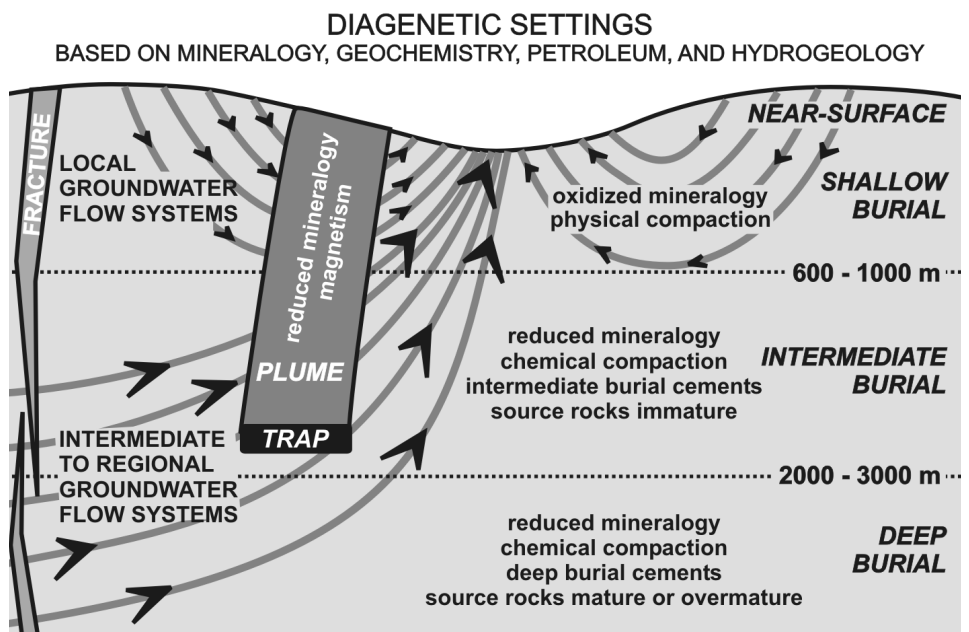 DIAGENETIC SETTINGS
BASED ON MINERALOGY, GEOCHEMISTRY, PETROLEUM, AND HYDROGEOLOGY
FRACTURE
LOCAL
GROUNDWATER
FLOW SYSTEMS
reduced mineralogy
magnetism
PLUME
TRAP
INTERMEDIATE
TO REGIONAL
GROUNDWATER
FLOW SYSTEMS
NEAR-SURFACE
oxidized mineralogy
physical compaction
SHALLOW
BURIAL
600 - 1000 m
reduced mineralogy
chemical compaction
intermediate burial cements
source rocks immature
INTERMEDIATE
BURIAL
2000 - 3000 m
reduced mineralogy
chemical compaction
deep burial cements
source rocks mature or overmature
DEEP
BURIAL